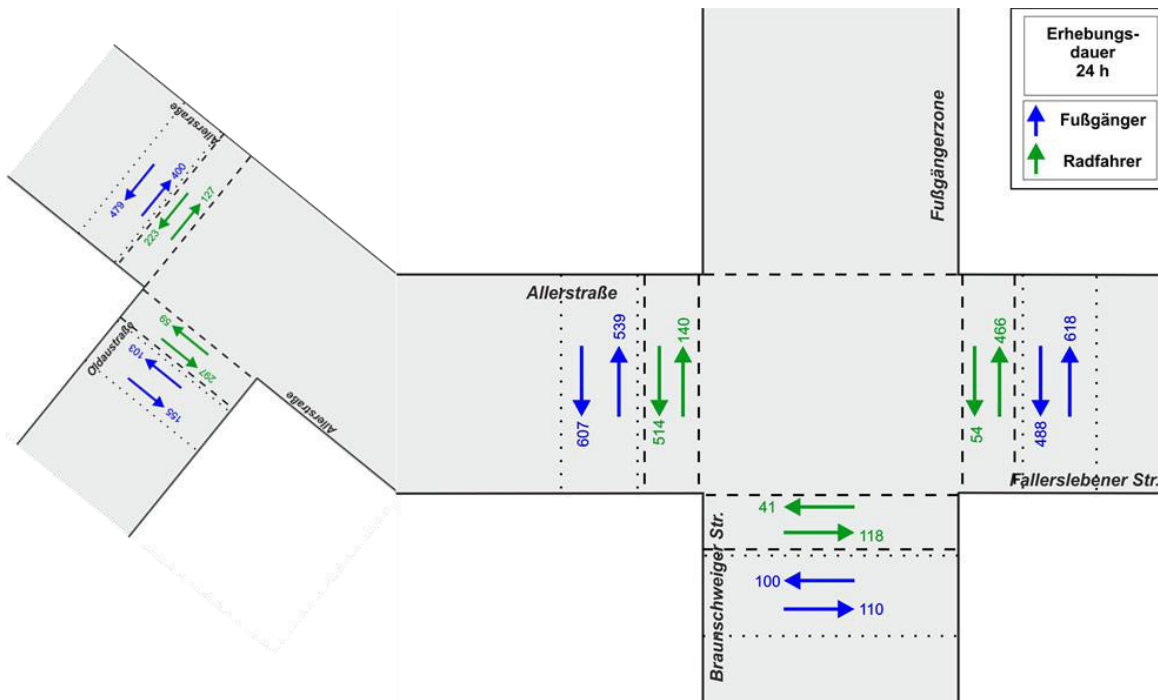 Erhebungs-
dauer
24 h
Fußgänger
Radfahrer
Fußgängerzone
Allerstraße
400
479
127
223
Oldaustraße
59
297
103
155
Allerstraße
Allerstraße
539
607
140
514
466
54
618
488
Fallerslebener Str.
Braunschweiger Str.
41
118
100
110